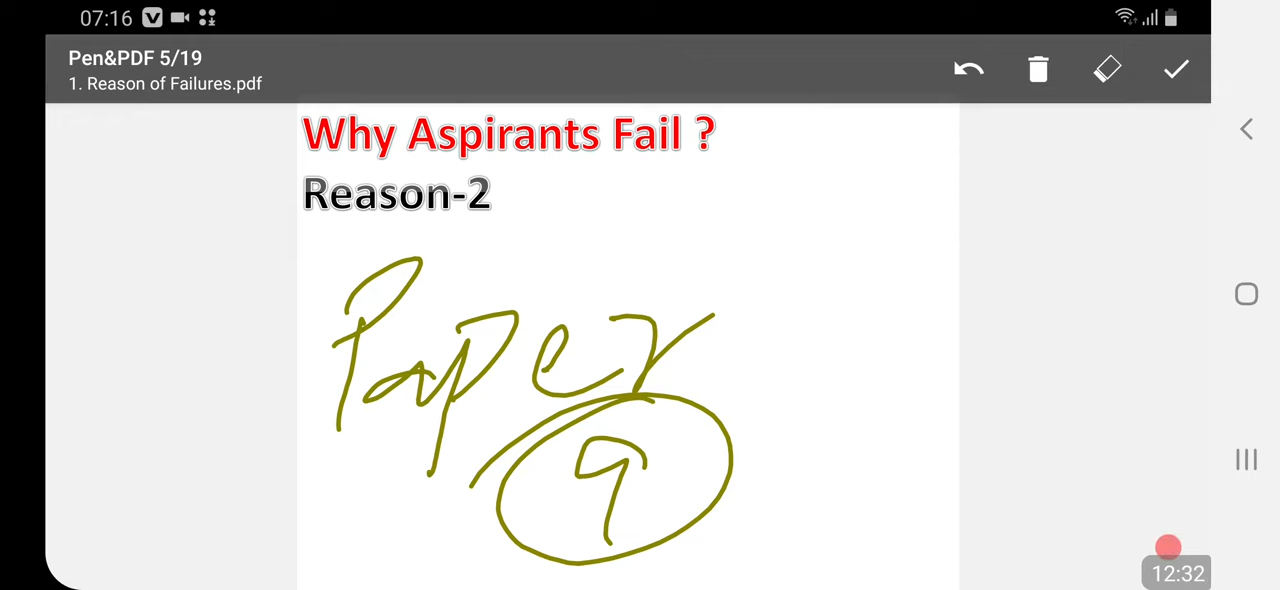 07:16
Pen&PDF 5/19
1. Reason of Failures.pdf
Why Aspirants Fail ?
Reason-2
Paper
9
12:32